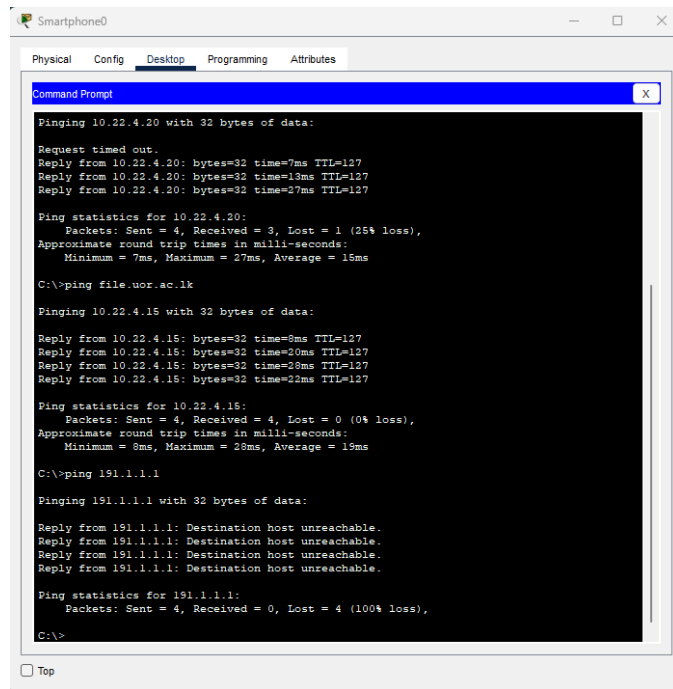 Smartphone0
Physical Config Desktop Programming Attributes
Command Prompt X
Pinging 10.22.4.20 with 32 bytes of data:
Request timed out.
Reply from 10.22.4.20: bytes=32 time=7ms TTL=127
Reply from 10.22.4.20: bytes=32 time=13ms TTL=127
Reply from 10.22.4.20: bytes=32 time=27ms TTL=127
Ping statistics for 10.22.4.20:
Packets: Sent = 4, Received = 3, Lost = 1 (25% loss),
Approximate round trip times in milli-seconds:
Minimum = 7ms, Maximum = 27ms, Average = 15ms
C:\>ping file.uor.ac.lk
Pinging 10.22.4.15 with 32 bytes of data:
Reply from 10.22.4.15: bytes=32 time=8ms TTL=127
Reply from 10.22.4.15: bytes=32 time=20ms TTL=127
Reply from 10.22.4.15: bytes=32 time=28ms TTL=127
Reply from 10.22.4.15: bytes=32 time=22ms TTL=127
Ping statistics for 10.22.4.15:
Packets: Sent = 4, Received = 4, Lost = 0 (0% loss),
Approximate round trip times in milli-seconds:
Minimum = 8ms, Maximum = 28ms, Average = 19ms
C:\>ping 191.1.1.1
Pinging 191.1.1.1 with 32 bytes of data:
Reply from 191.1.1.1: Destination host unreachable.
Reply from 191.1.1.1: Destination host unreachable.
Reply from 191.1.1.1: Destination host unreachable.
Reply from 191.1.1.1: Destination host unreachable.
Ping statistics for 191.1.1.1:
Packets: Sent = 4, Received = 0, Lost = 4 (100% loss),
C:\>
Top